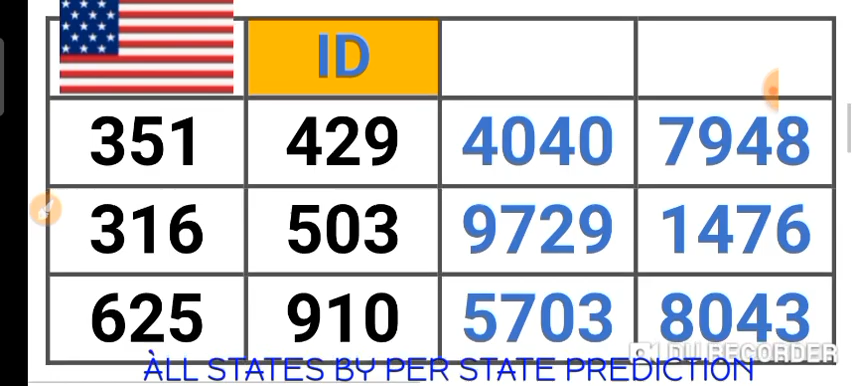 ID
351 429 4040 7948
316 503 9729 1476
625 910 5703 8043
DU RECORDER
ÀLL STATES BY PER STATE PREDICTION